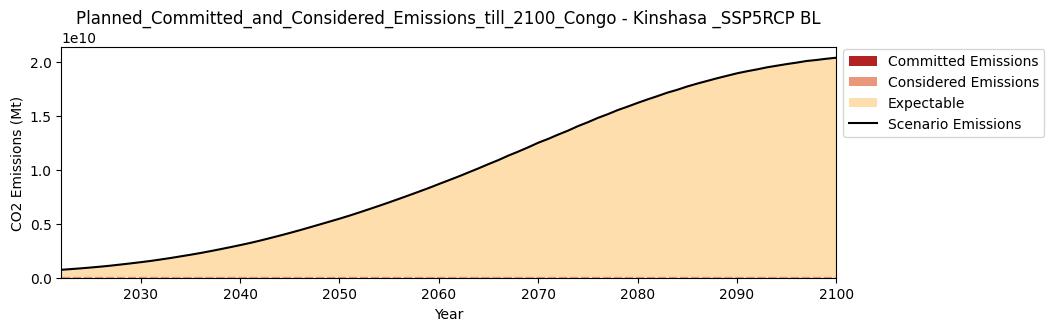 Planned_Committed_and_Considered_Emissions_till_2100_Congo - Kinshasa _SSP5RCP BL
1e10
CO2 Emissions (Mt)
2.0
1.5
1.0
0.5
0.0
2030 2040 2050 2060 2070 2080 2090 2100
Year
Committed Emissions
Considered Emissions
Expectable
Scenario Emissions